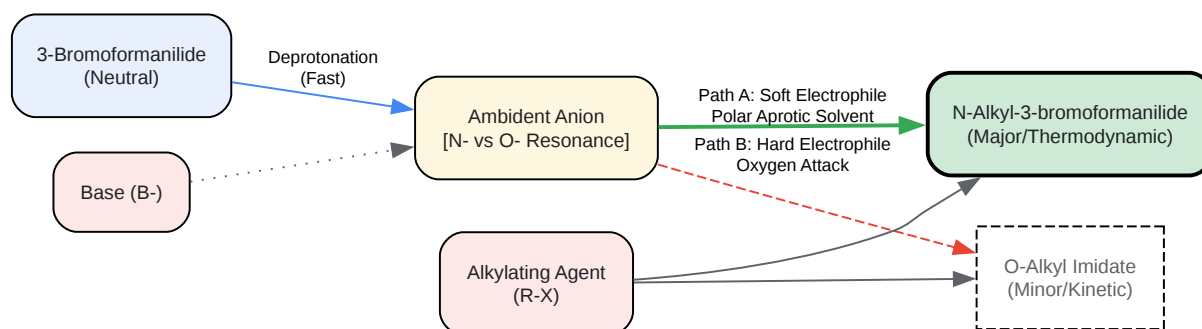 3-Bromoformanilide
(Neutral)
Deprotonation
(Fast)
Base (B-)
Ambident Anion
[N- vs O- Resonance]
Path A: Soft Electrophile
Polar Aprotic Solvent
Path B: Hard Electrophile
Oxygen Attack
N-Alkyl-3-bromoformanilide
(Major/Thermodynamic)
Alkylating Agent
(R-X)
O-Alkyl Imidate
(Minor/Kinetic)